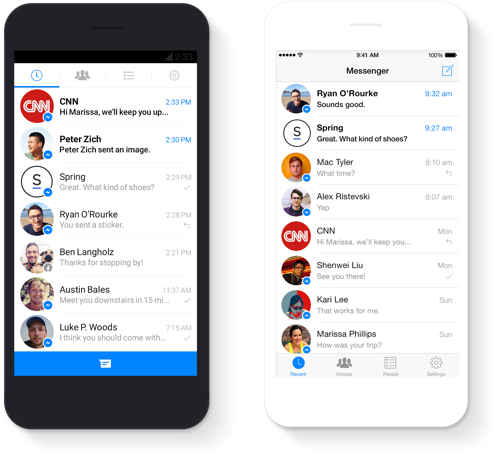 2:33
CNN
2:33 PM
Hi Marissa, we'll keep you up...
Peter Zich
2:30 PM
Peter Zich sent an image.
S
Spring
2:29 PM
Great. What kind of shoes?
Ryan O'Rourke
2:28 PM
You sent a sticker.
Ben Langholz
2:21 PM
Thanks for stopping by!
Austin Bales
11:37 AM
Meet you downstairs in 15 mi...
Luke P. Woods
7:15 AM
I think you should come with...
9:41 AM
100%
Messenger
Ryan O'Rourke
9:32 am
Sounds good.
S
Spring
9:27 am
Great. What kind of shoes?
Mac Tyler
9:10 am
What time?
Alex Ristevski
8:07 am
Yep
CNN
CNN
Mon
Hi Marissa, we'll keep you...
Shenwei Liu
Mon
See you there!
Kari Lee
Sun
That works for me.
Marissa Phillips
Sun
How was your trip?
Recent
Groups
People
Settings